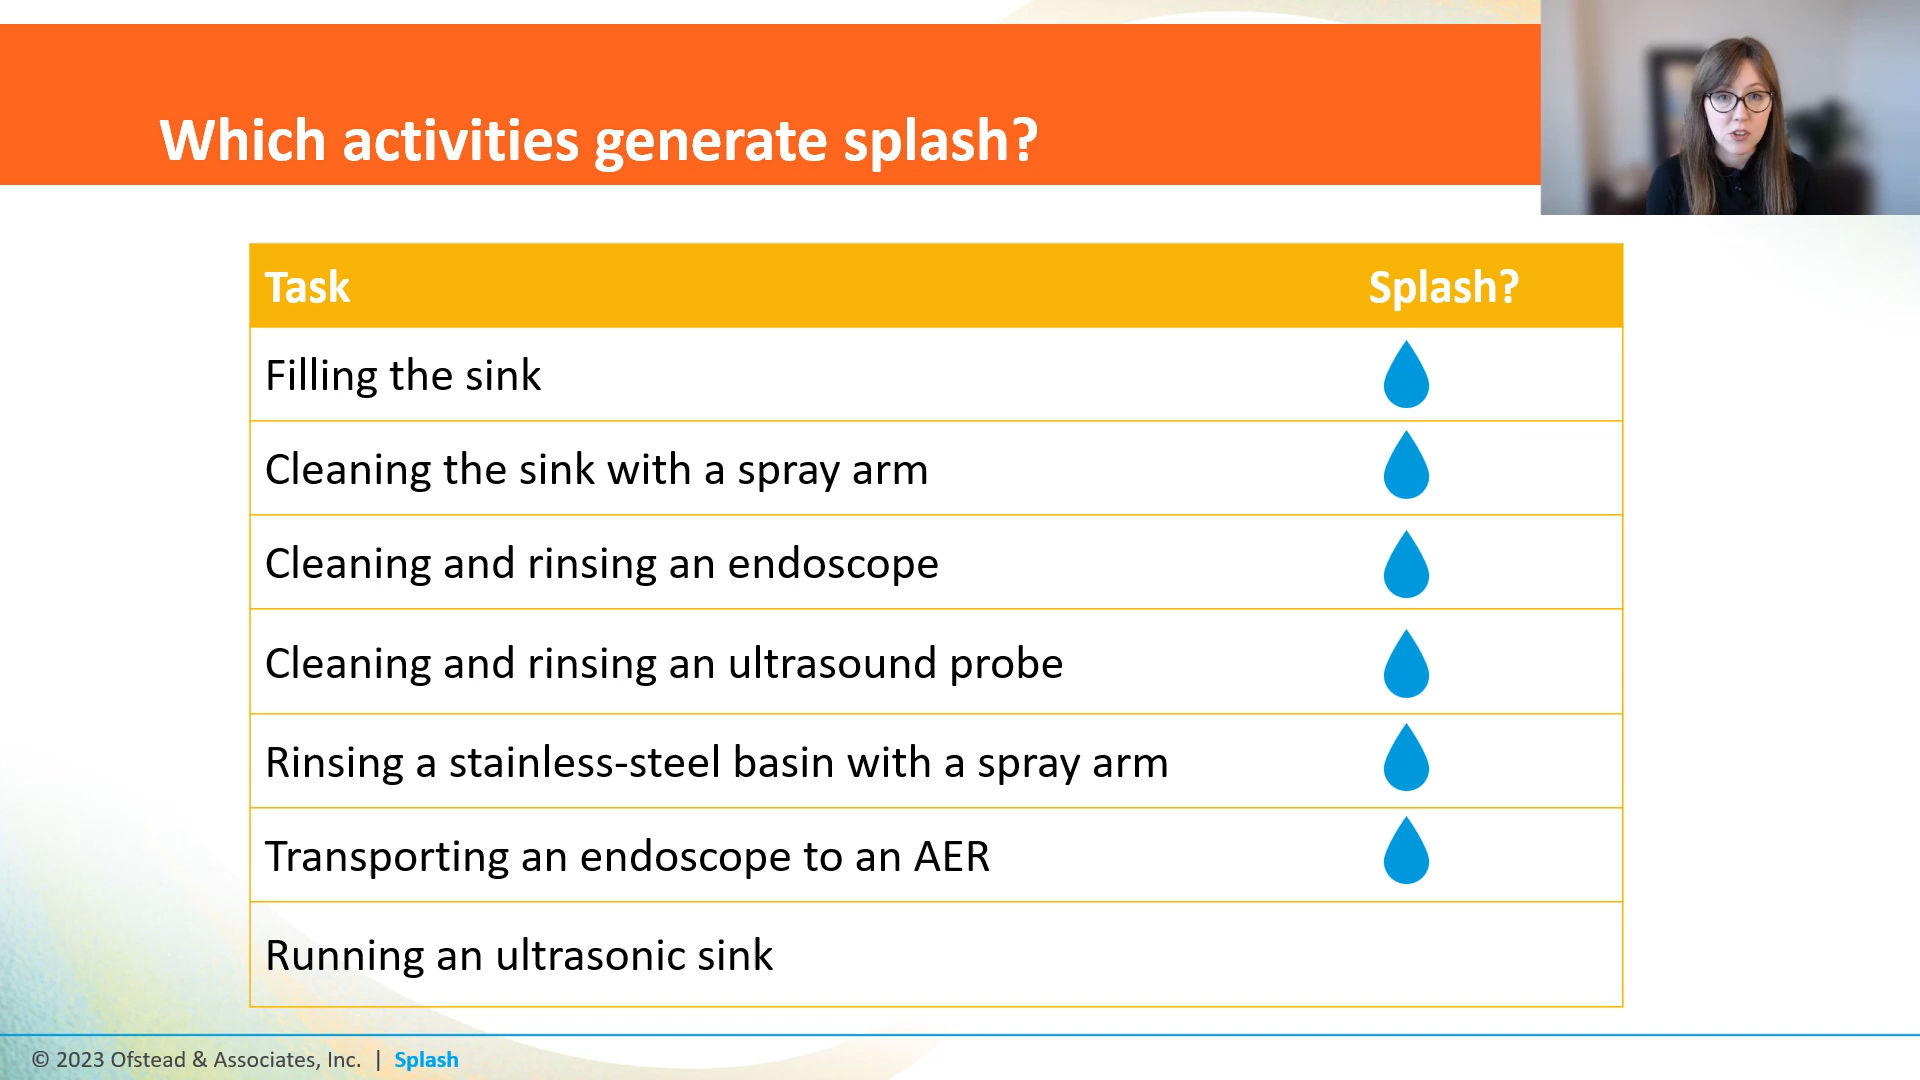 Which activities generate splash?
Task Splash?
Filling the sink
Cleaning the sink with a spray arm
Cleaning and rinsing an endoscope
Cleaning and rinsing an ultrasound probe
Rinsing a stainless-steel basin with a spray arm
Transporting an endoscope to an AER
Running an ultrasonic sink
© 2023 Ofstead & Associates, Inc. | Splash